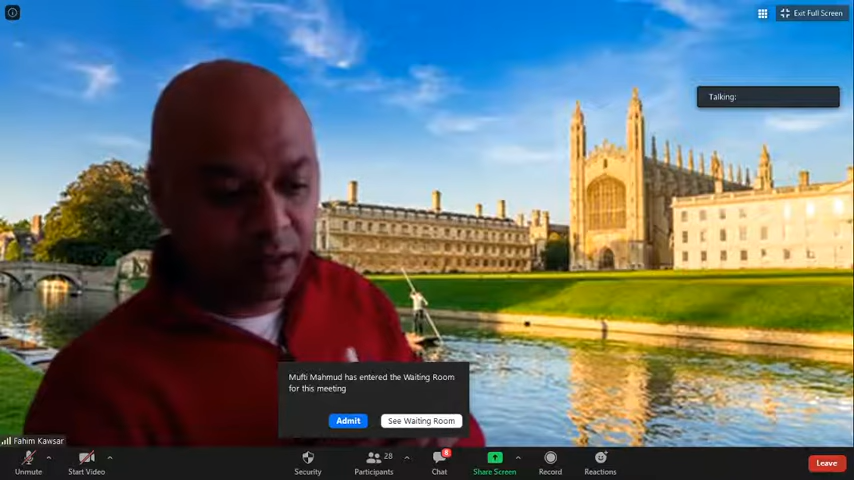 Exit Full Screen
Talking:
Mufti Mahmud has entered the Waiting Room
for this meeting
Admit
See Waiting Room
Fahim Kawsar
Unmute
Start Video
Security
Participants
28
Chat
8
Share Screen
Record
Reactions
Leave